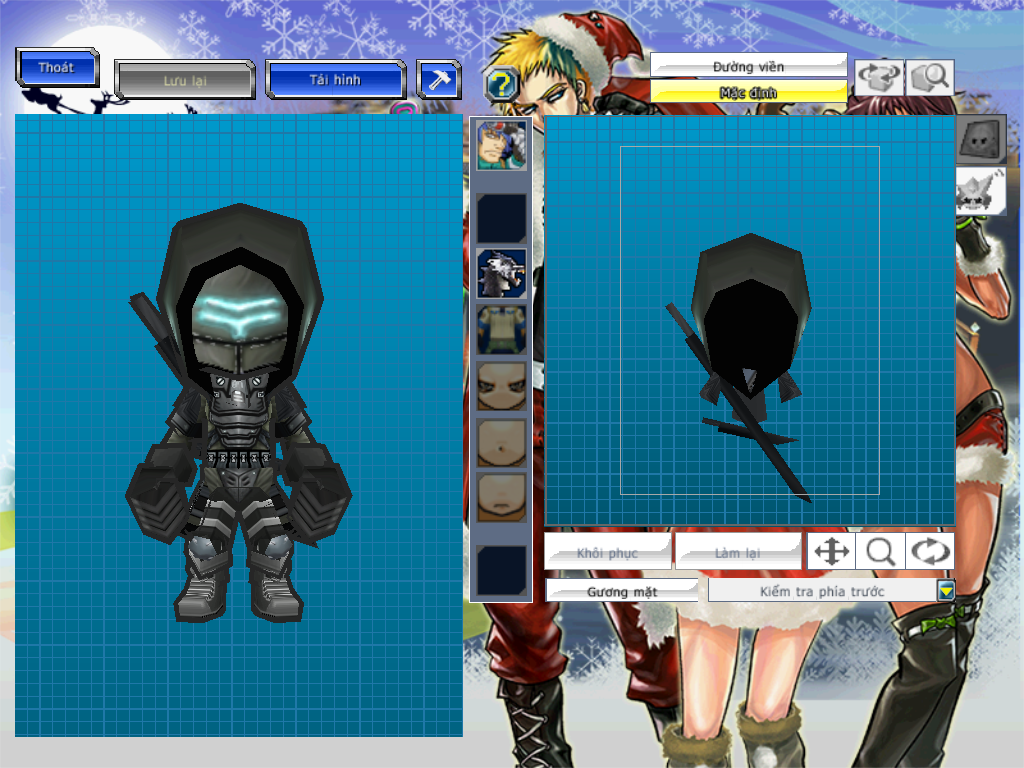 Thoát
Lưu lại
Tải hình
?
Đường viền
Mặc định
Khôi phục
Làm lại
Gương mặt
Kiểm tra phía trước